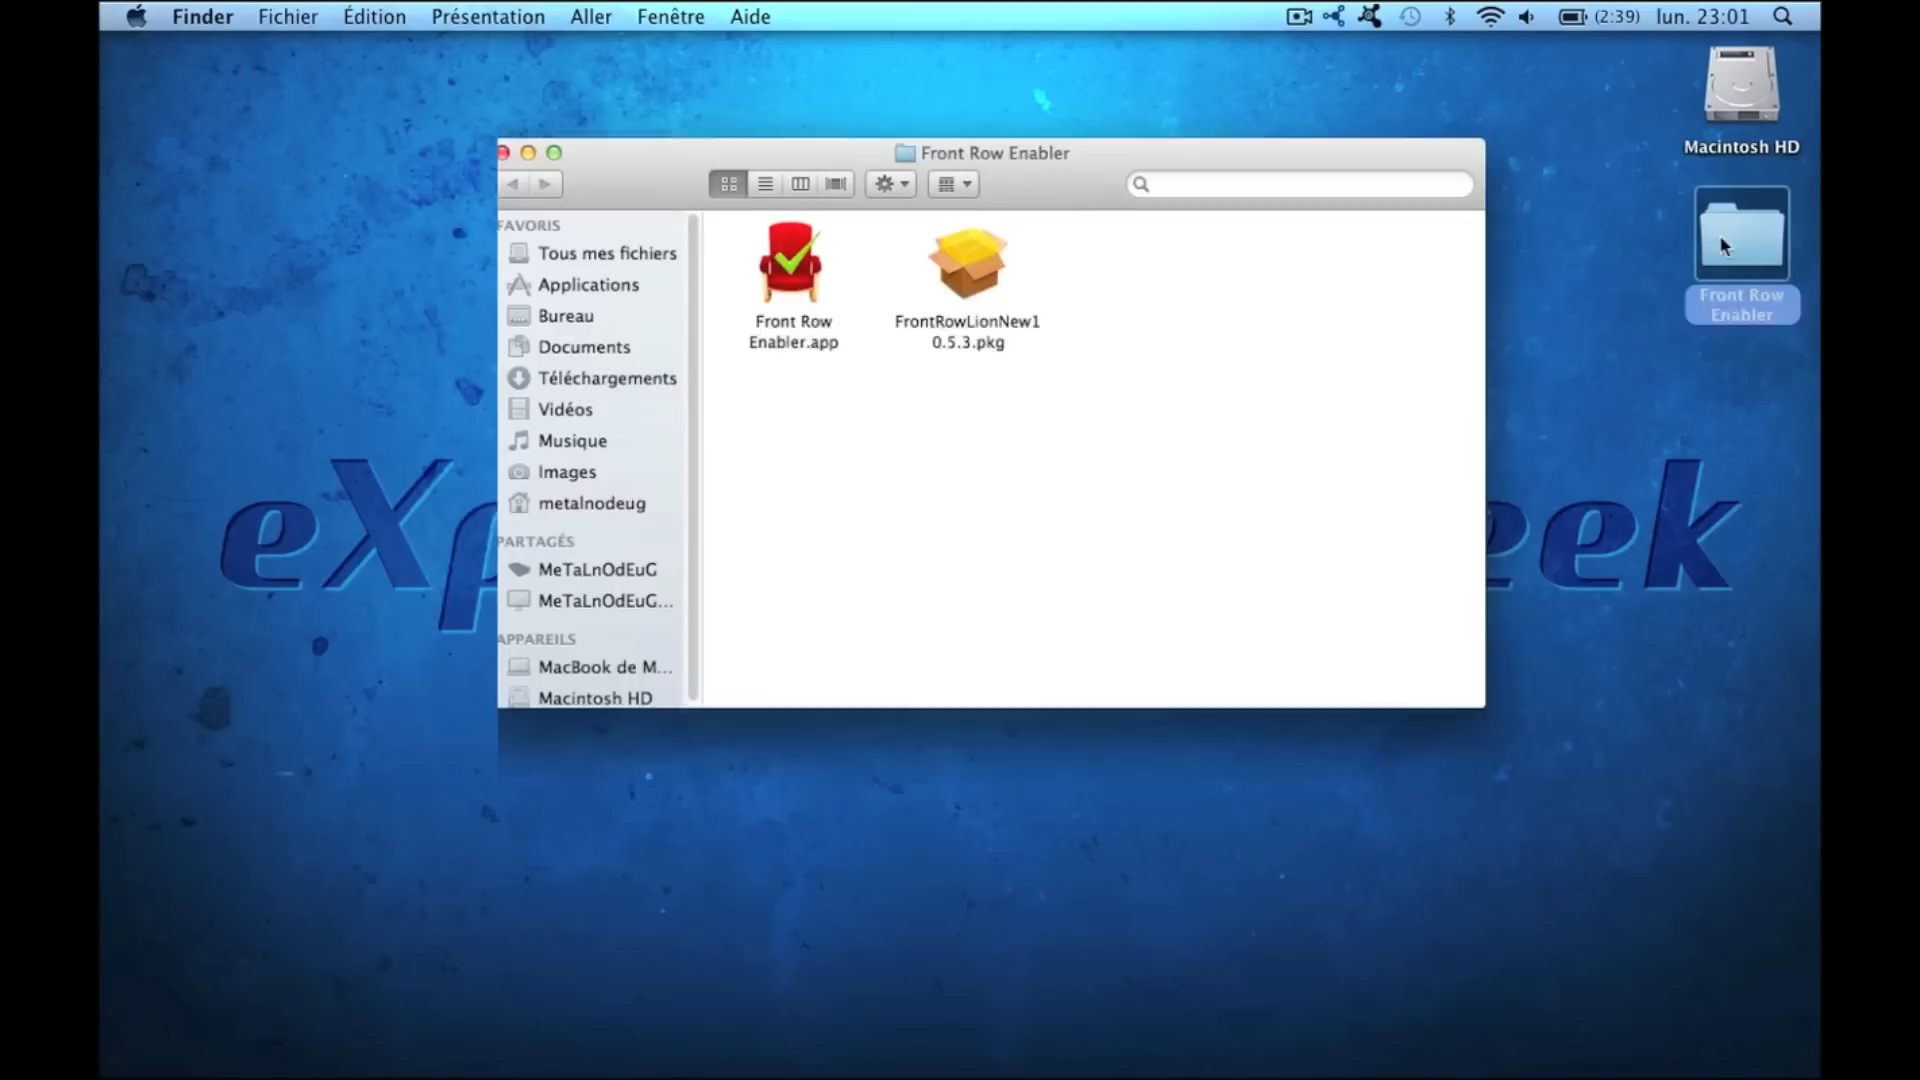 Finder Fichier Édition Présentation Aller Fenêtre Aide (2:39) lun. 23:01
Macintosh HD
Front Row
Enabler
Front Row Enabler
FAVORIS
Tous mes fichiers
Applications
Bureau
Documents
Téléchargements
Vidéos
Musique
Images
metalnodeug
PARTAGÉS
MeTaLnOdEuG
MeTaLnOdEuG...
APPAREILS
MacBook de M...
Macintosh HD
Front Row
Enabler.app
FrontRowLionNew1
0.5.3.pkg